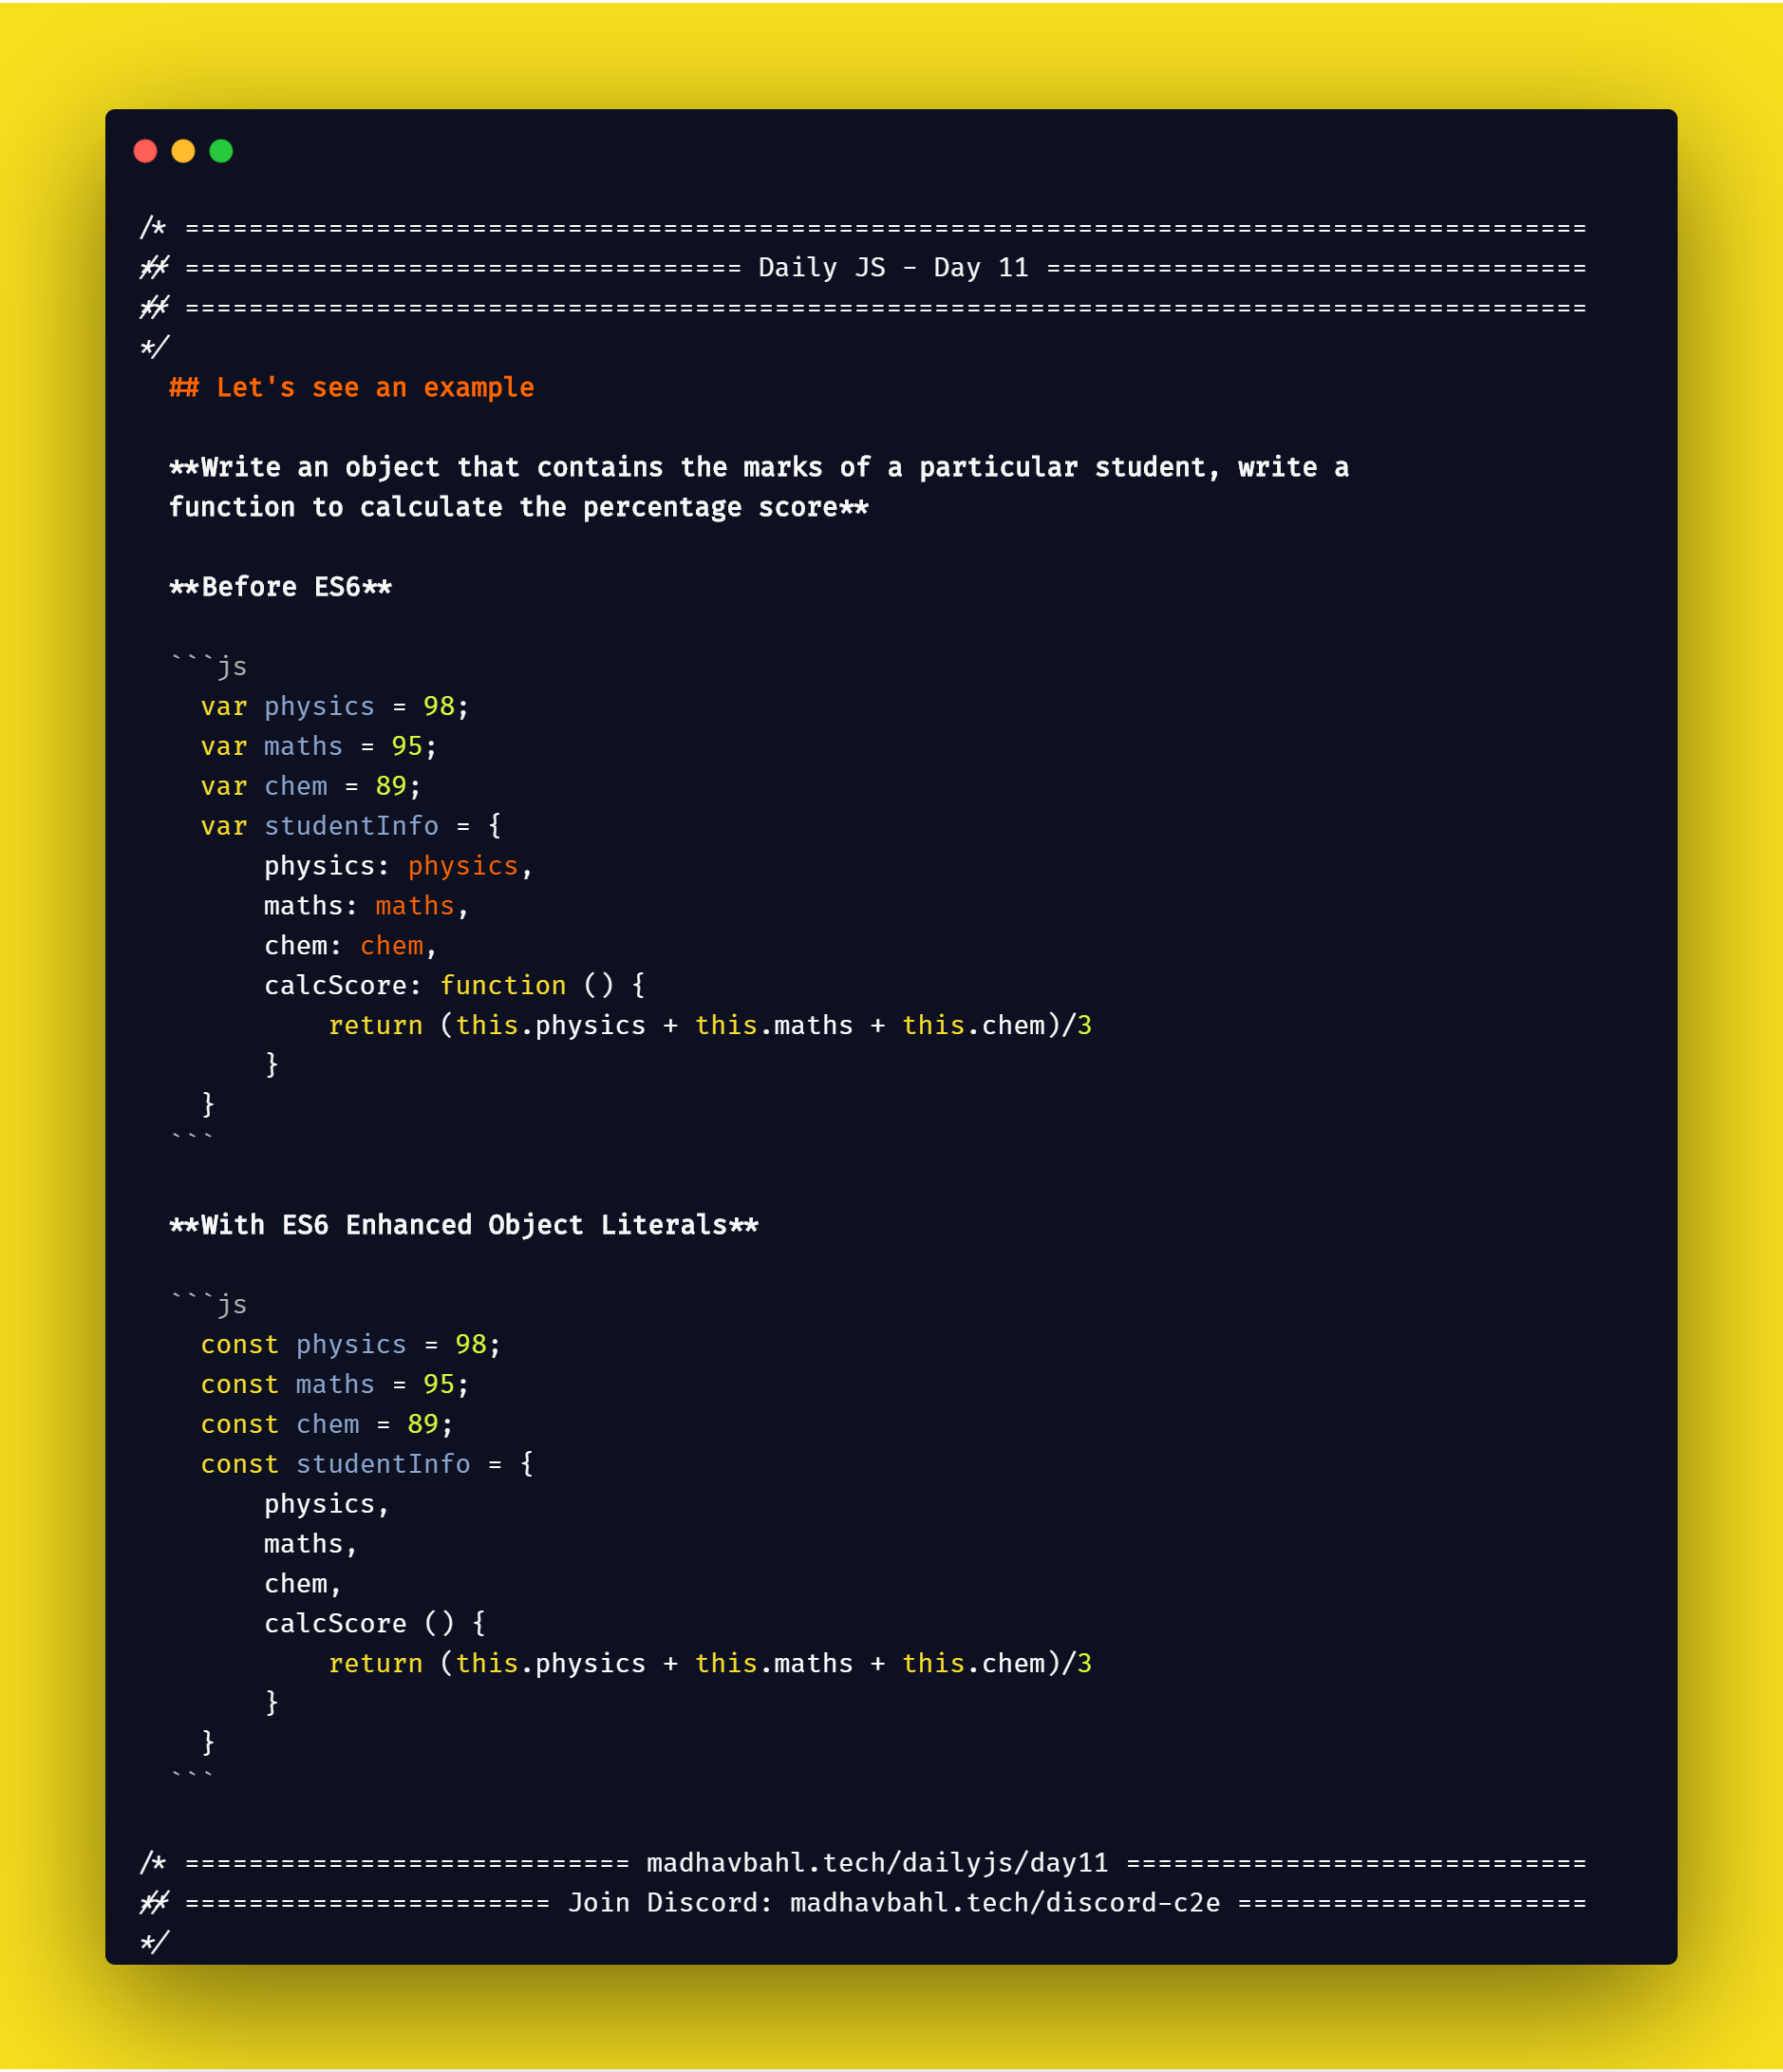 /* ========================================================================================
*//* =================================== Daily JS - Day 11 ==================================
*//* ========================================================================================
*/
  ## Let's see an example

  **Write an object that contains the marks of a particular student, write a
  function to calculate the percentage score**

  **Before ES6**

  ```js
    var physics = 98;
    var maths = 95;
    var chem = 89;
    var studentInfo = {
        physics: physics,
        maths: maths,
        chem: chem,
        calcScore: function () {
            return (this.physics + this.maths + this.chem)/3
        }
    }
  ```

  **With ES6 Enhanced Object Literals**

  ```js
    const physics = 98;
    const maths = 95;
    const chem = 89;
    const studentInfo = {
        physics,
        maths,
        chem,
        calcScore () {
            return (this.physics + this.maths + this.chem)/3
        }
    }
  ```

/* ============================ madhavbahl.tech/dailyjs/day11 =============================
*//* ======================= Join Discord: madhavbahl.tech/discord-c2e ======================
*/